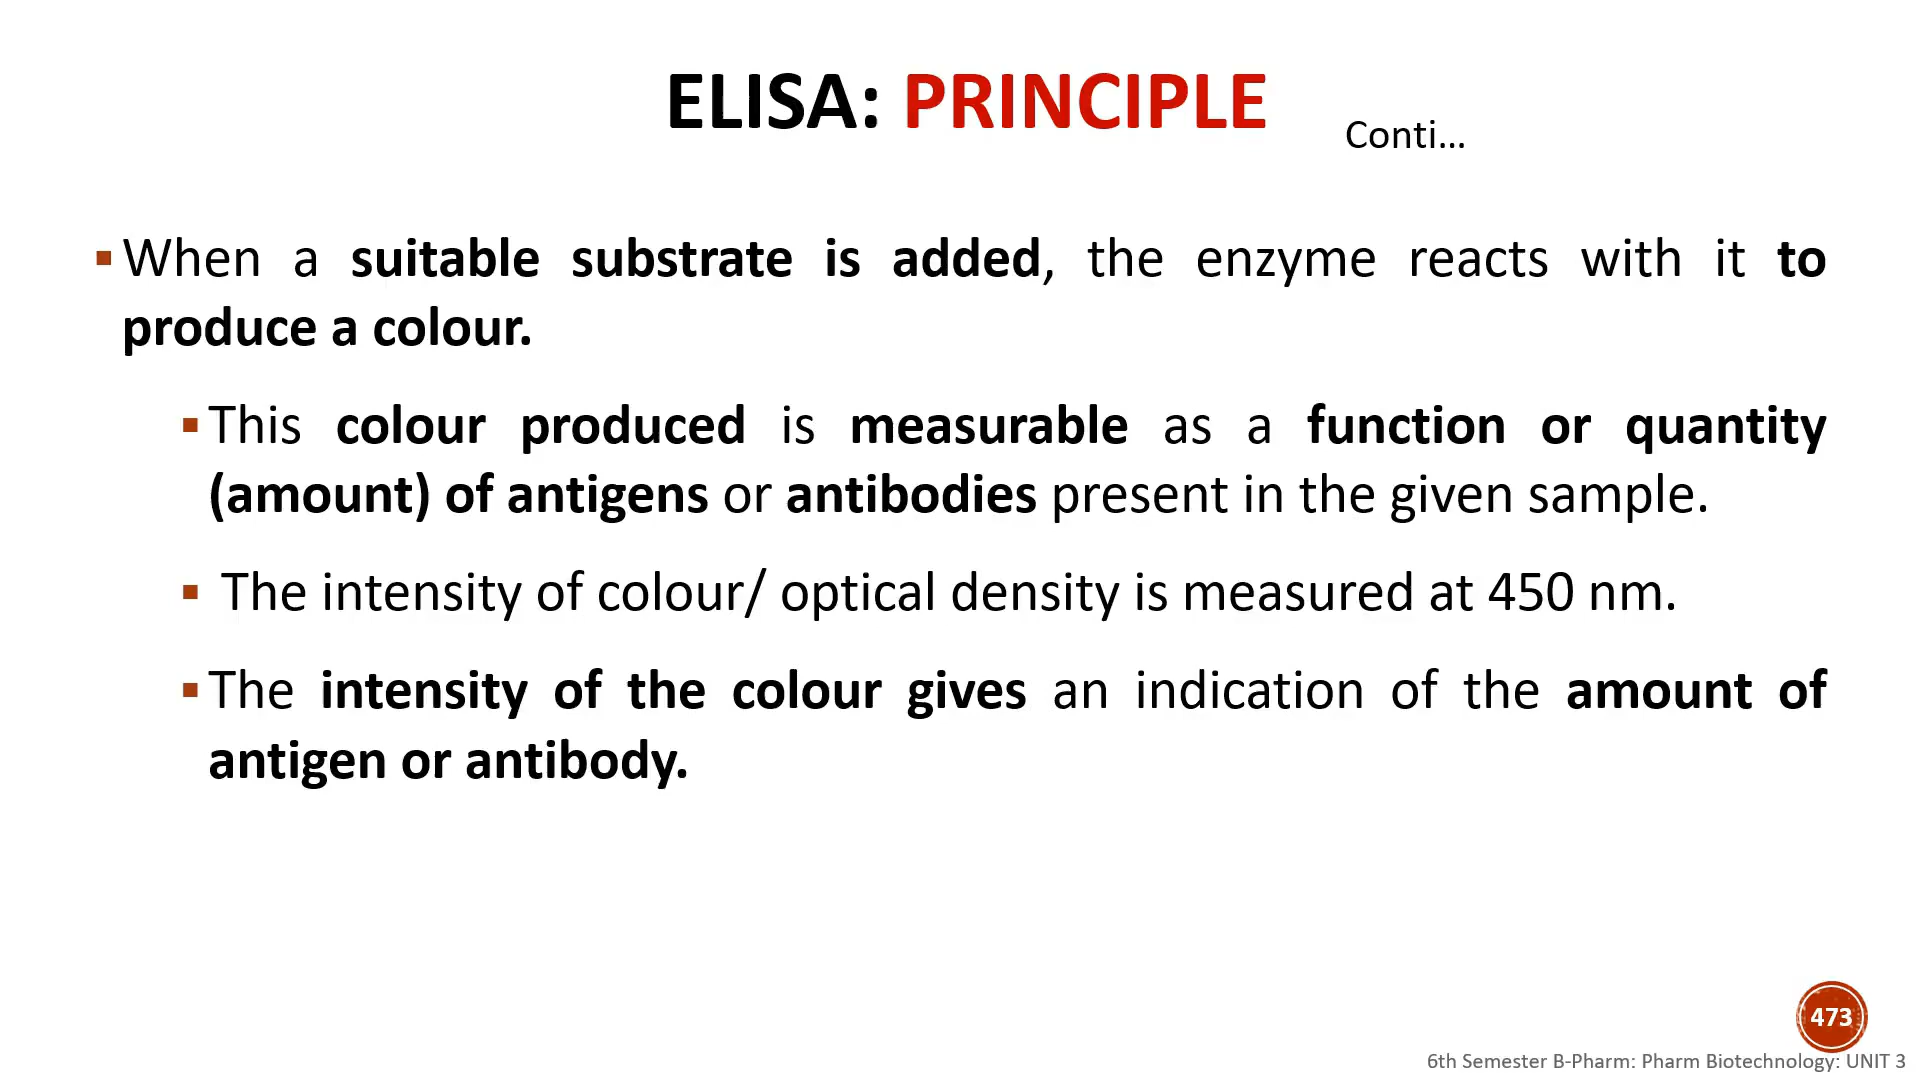 ELISA: PRINCIPLE
Conti...
▪When a suitable substrate is added, the enzyme reacts with it to
produce a colour.
▪This colour produced is measurable as a function or quantity
(amount) of antigens or antibodies present in the given sample.
▪ The intensity of colour/ optical density is measured at 450 nm.
▪The intensity of the colour gives an indication of the amount of
antigen or antibody.
473
6th Semester B-Pharm: Pharm Biotechnology: UNIT 3